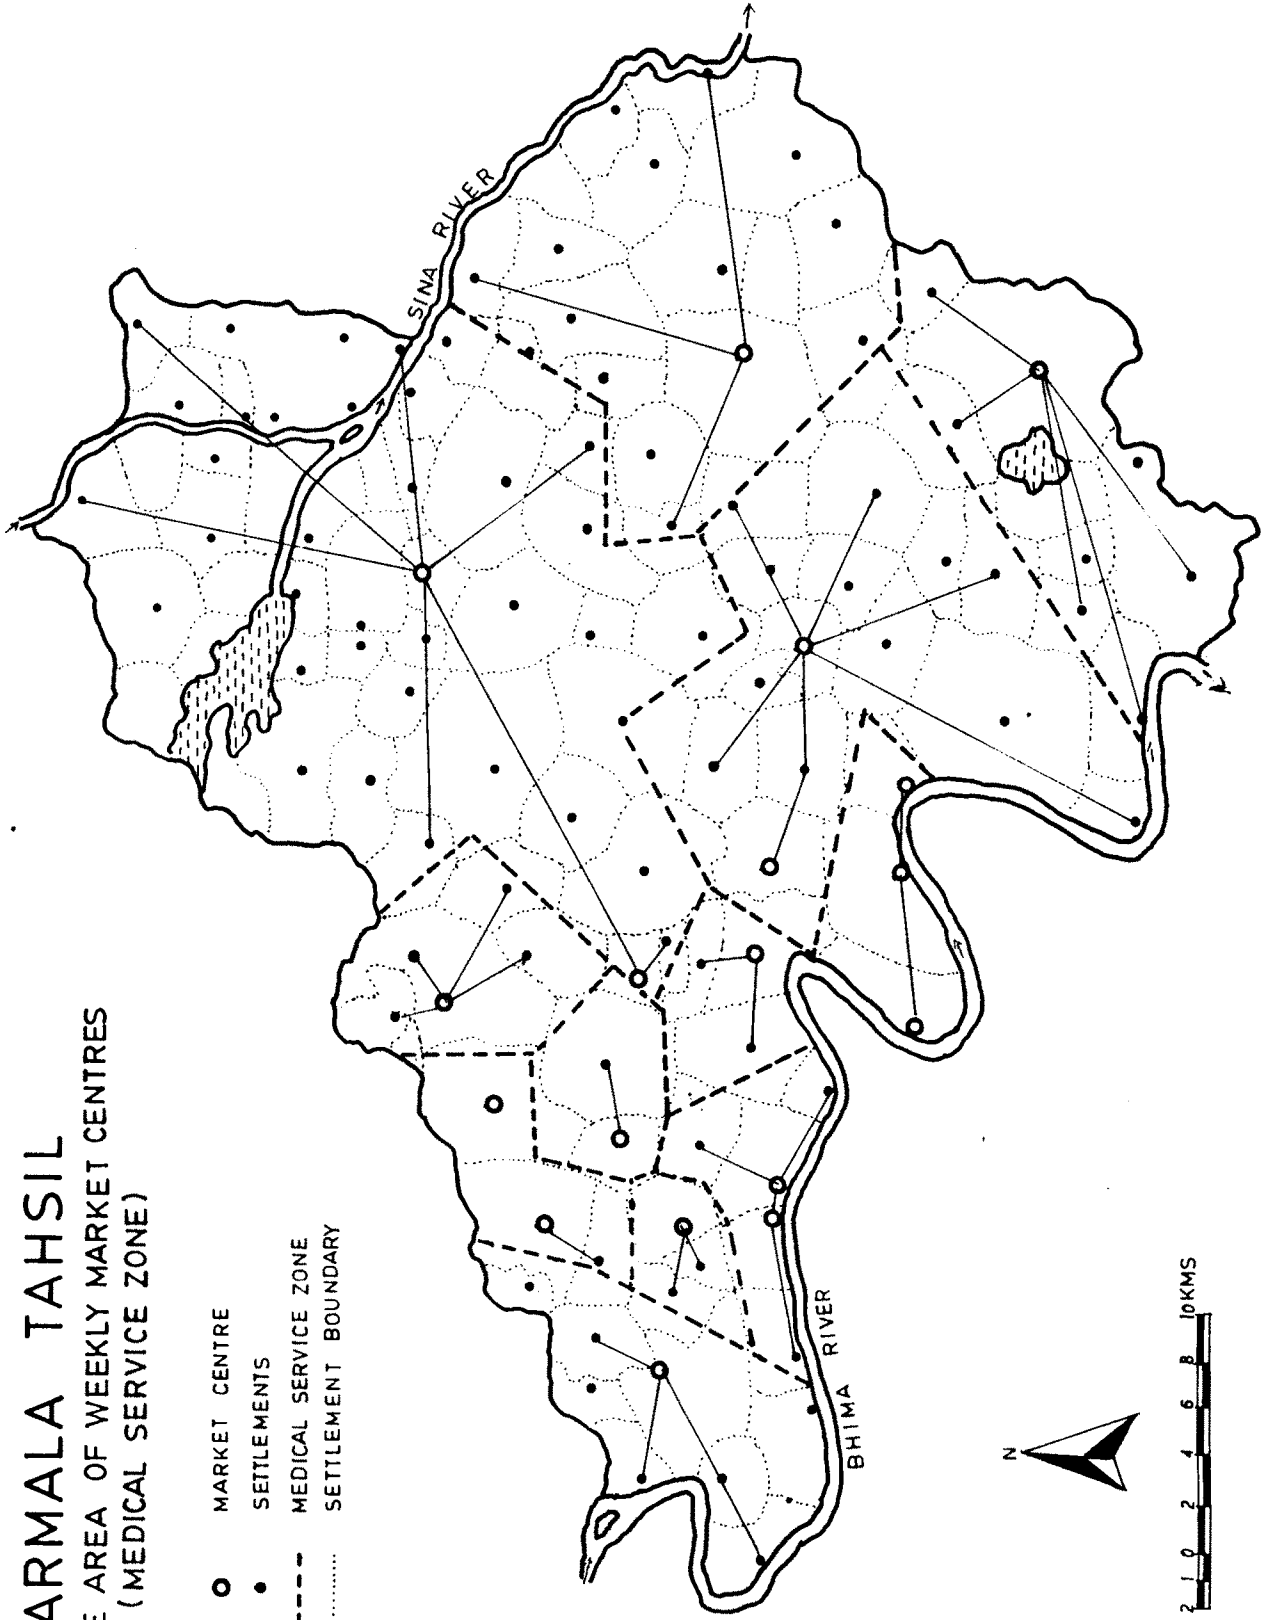 ARMALA TAHSIL
E AREA OF WEEKLY MARKET CENTRES
(MEDICAL SERVICE ZONE)
MARKET CENTRE
SETTLEMENTS
MEDICAL SERVICE ZONE
SETTLEMENT BOUNDARY
SINA RIVER
BHIMA RIVER
N
2 1 0 2 4 6 8 10KMS